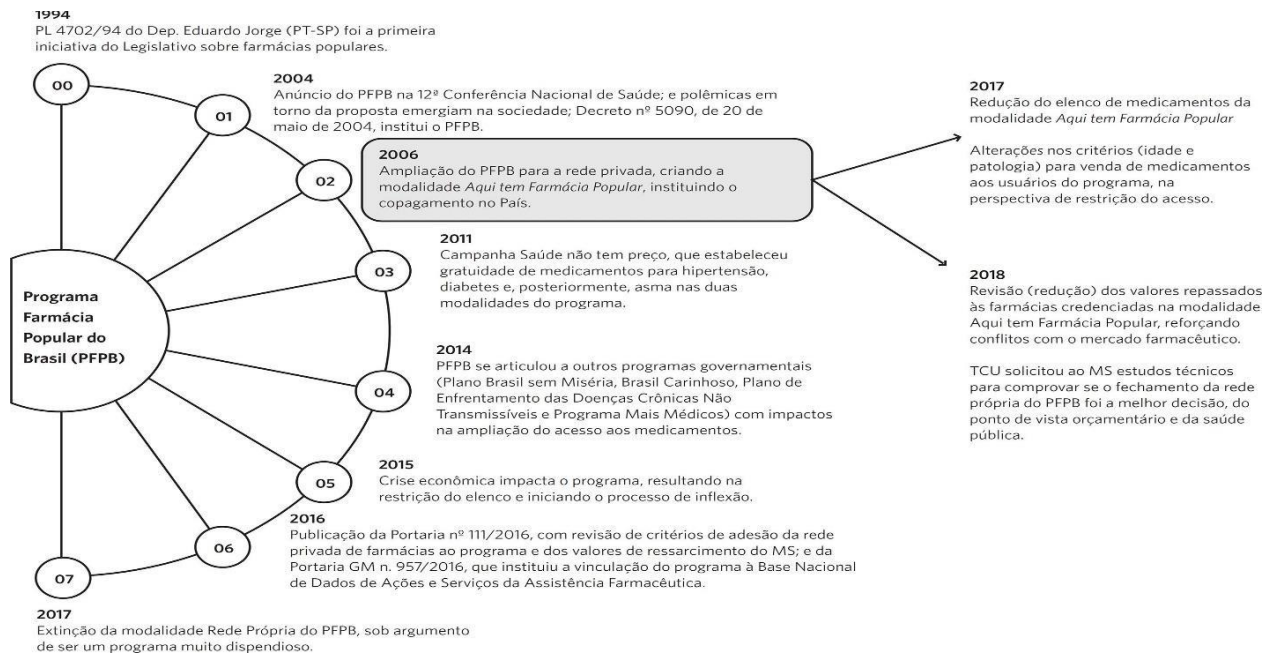 1994
PL 4702/94 do Dep. Eduardo Jorge (PT-SP) foi a primeira
iniciativa do Legislativo sobre farmácias populares.
00
2004
Anúncio do PFPB na 12ª Conferência Nacional de Saúde; e polêmicas em
torno da proposta emergiam na sociedade; Decreto nº 5090, de 20 de
maio de 2004, institui o PFPB.
01
2006
Ampliação do PFPB para a rede privada, criando a
modalidade Aqui tem Farmácia Popular, instituindo o
copagamento no País.
02
2011
Campanha Saúde não tem preço, que estabeleceu
gratuidade de medicamentos para hipertensão,
diabetes e, posteriormente, asma nas duas
modalidades do programa.
03
Programa
Farmácia
Popular do
Brasil (PFPB)
2014
PFPB se articulou a outros programas governamentais
(Plano Brasil sem Miséria, Brasil Carinhoso, Plano de
Enfrentamento das Doenças Crônicas Não
Transmissíveis e Programa Mais Médicos) com impactos
na ampliação do acesso aos medicamentos.
04
2015
Crise econômica impacta o programa, resultando na
restrição do elenco e iniciando o processo de inflexão.
05
2016
Publicação da Portaria nº 111/2016, com revisão de critérios de adesão da rede
privada de farmácias ao programa e dos valores de ressarcimento do MS; e da
Portaria GM n. 957/2016, que instituiu a vinculação do programa à Base Nacional
de Dados de Ações e Serviços da Assistência Farmacêutica.
06
07
2017
Extinção da modalidade Rede Própria do PFPB, sob argumento
de ser um programa muito dispendioso.
2017
Redução do elenco de medicamentos da
modalidade Aqui tem Farmácia Popular
Alterações nos critérios (idade e
patologia) para venda de medicamentos
aos usuários do programa, na
perspectiva de restrição do acesso.
2018
Revisão (redução) dos valores repassados
às farmácias credenciadas na modalidade
Aqui tem Farmácia Popular, reforçando
conflitos com o mercado farmacêutico.
TCU solicitou ao MS estudos técnicos
para comprovar se o fechamento da rede
própria do PFPB foi a melhor decisão, do
ponto de vista orçamentário e da saúde
pública.